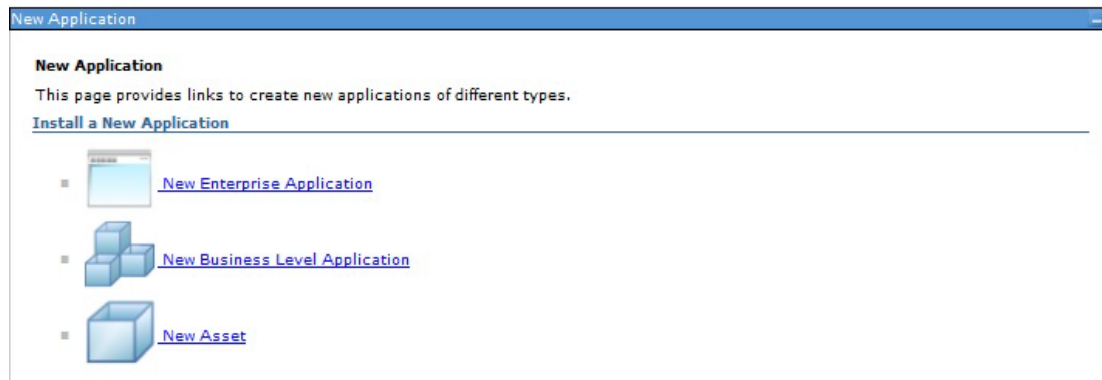 New Application
New Application
This page provides links to create new applications of different types.
Install a New Application
New Enterprise Application
New Business Level Application
New Asset